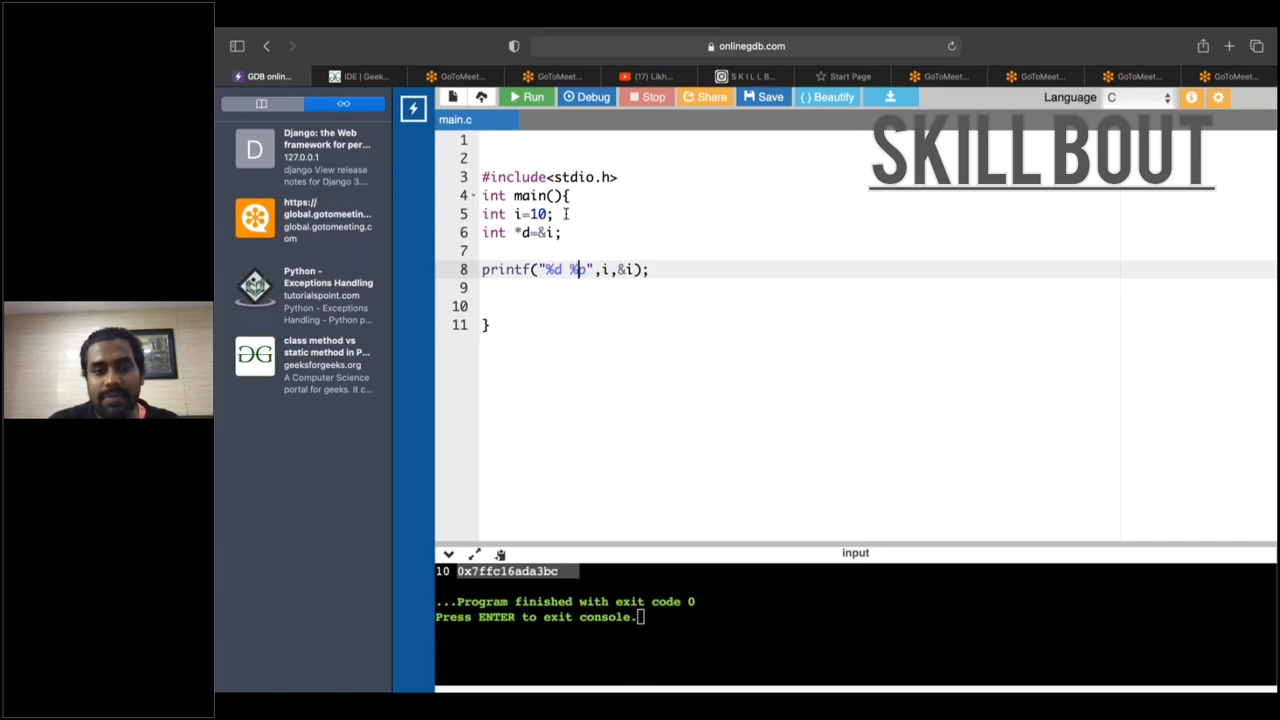 onlinegdb.com
GDB onlin...
IDE | Geek...
GoToMeet...
GoToMeet...
(17) Likh...
S K I L L B...
Start Page
GoToMeet...
GoToMeet...
GoToMeet...
GoToMeet...
Run
Debug
Stop
Share
Save
{ } Beautify
Language C
main.c
SKILL BOUT
D
Django: the Web
framework for per...
127.0.0.1
django View release
notes for Django 3....
https://
global.gotomeetin...
global.gotomeeting.c
om
Python -
Exceptions Handling
tutorialspoint.com
Python - Exceptions
Handling - Python p...
class method vs
static method in P...
geeksforgeeks.org
A Computer Science
portal for geeks. It c...
1
2
3 #include<stdio.h>
4 int main(){
5 int i=10;
6 int *d=&i;
7
8 printf("%d %p",i,&i);
9
10
11 }
input
10 0x7ffc16ada3bc
...Program finished with exit code 0
Press ENTER to exit console.